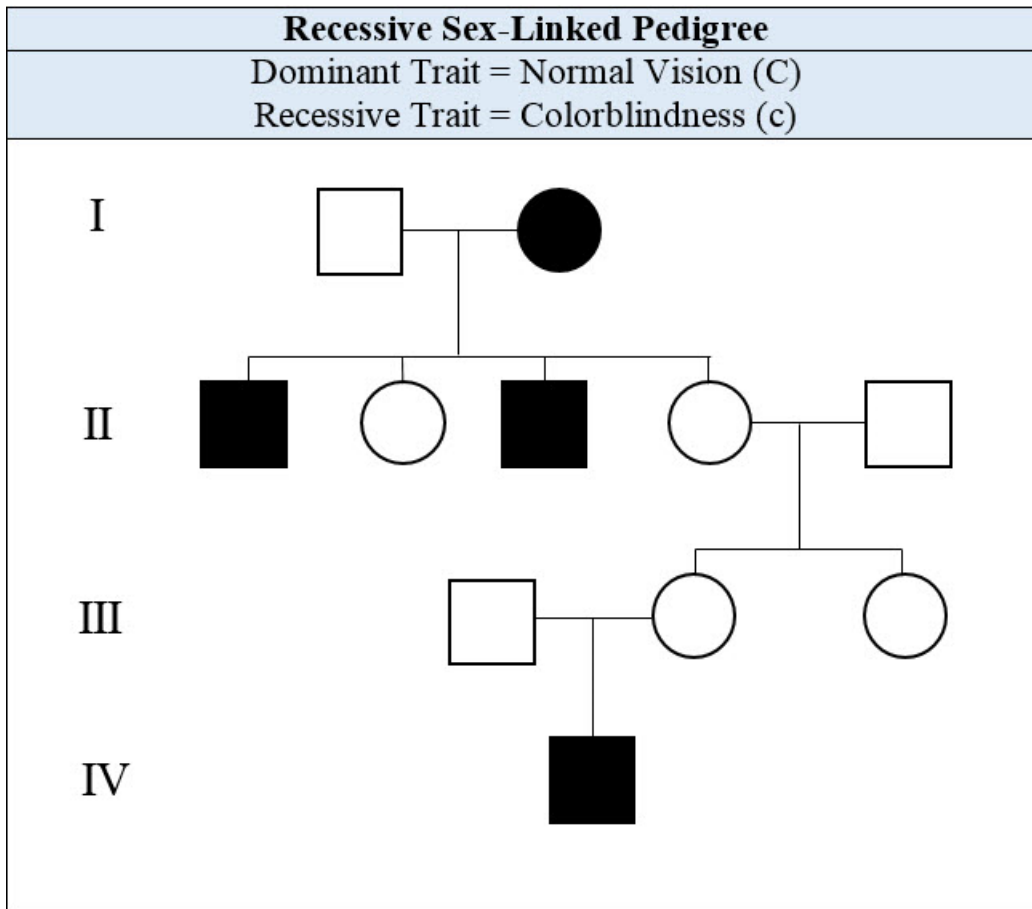 Recessive Sex-Linked Pedigree
Dominant Trait = Normal Vision (C)
Recessive Trait = Colorblindness (c)
I
II
III
IV